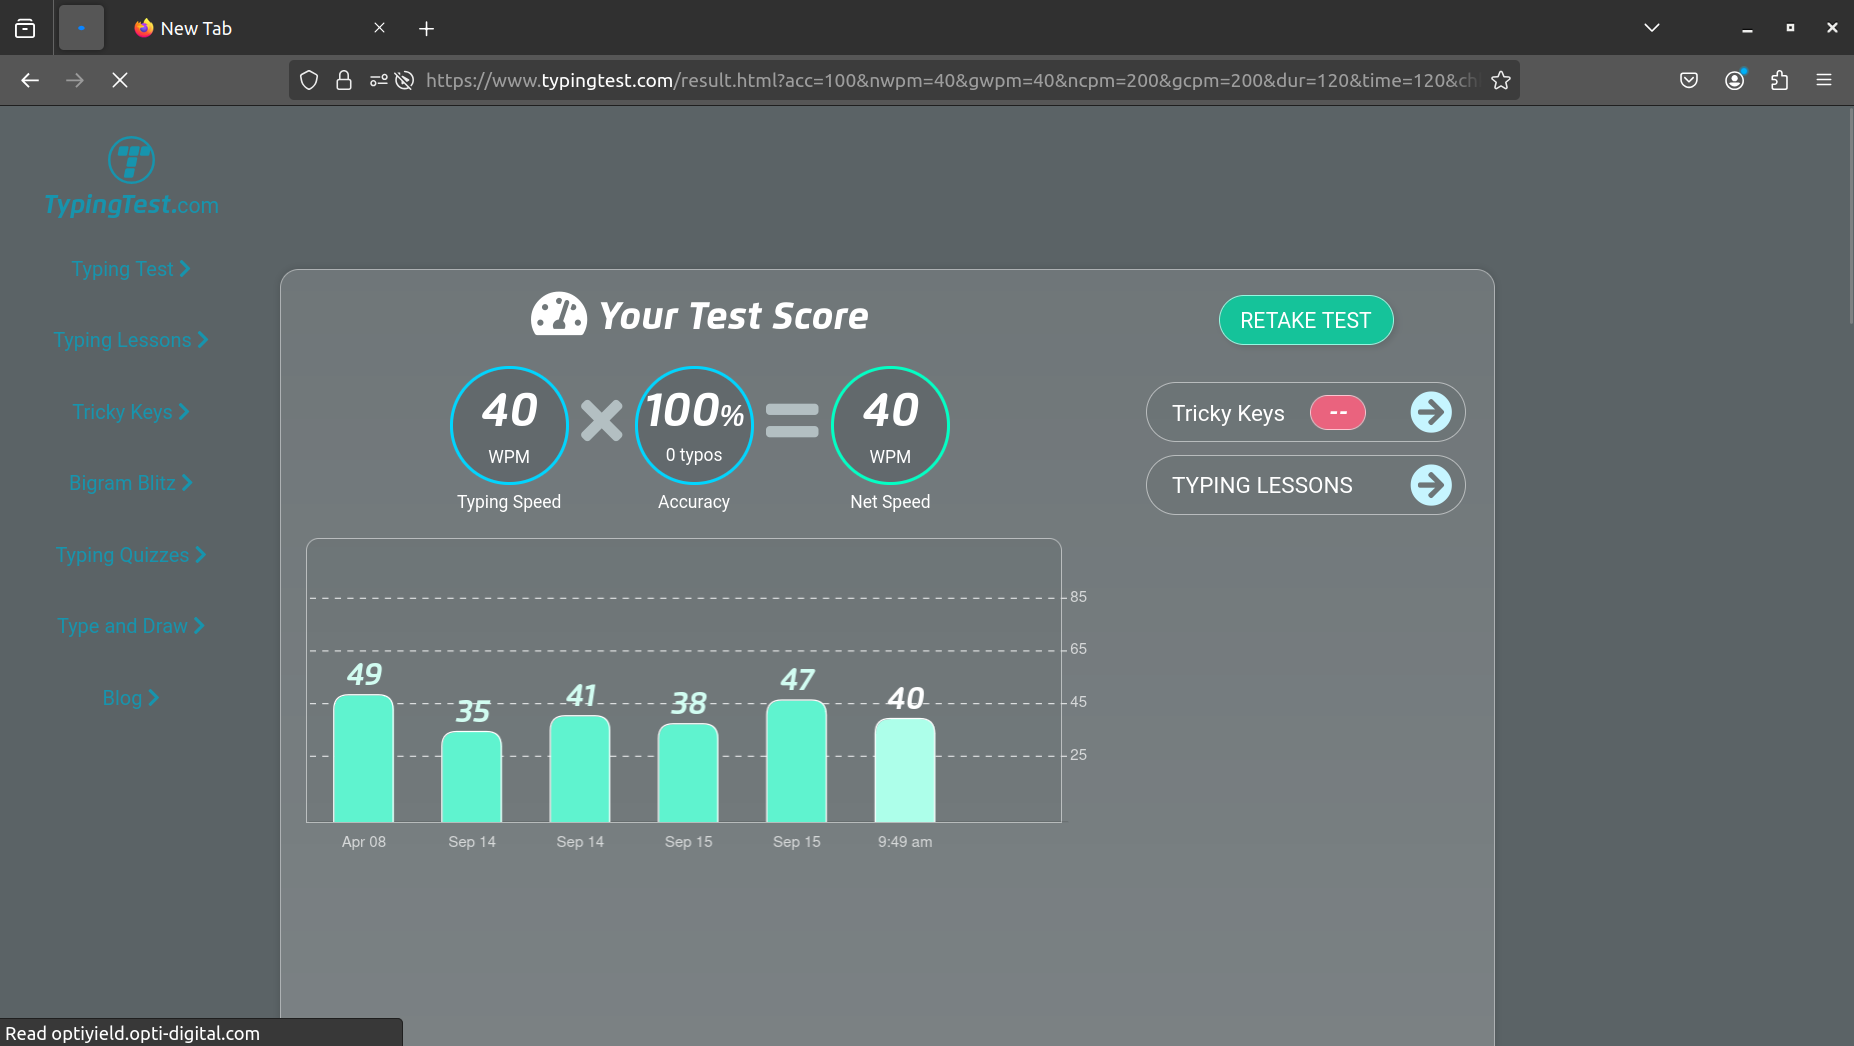 New Tab
https://www.typingtest.com/result.html?acc=100&nwpm=40&gwpm=40&ncpm=200&gcpm=200&dur=120&time=120&ch
TypingTest.com
Typing Test
Typing Lessons
Tricky Keys
Bigram Blitz
Typing Quizzes
Type and Draw
Blog
Your Test Score
RETAKE TEST
40 WPM
Typing Speed
100%
0 typos
Accuracy
40 WPM
Net Speed
Tricky Keys --
TYPING LESSONS
85
65
45
25
49 35 41 38 47 40
Apr 08 Sep 14 Sep 14 Sep 15 Sep 15 9:49 am
Read optiyield.opti-digital.com